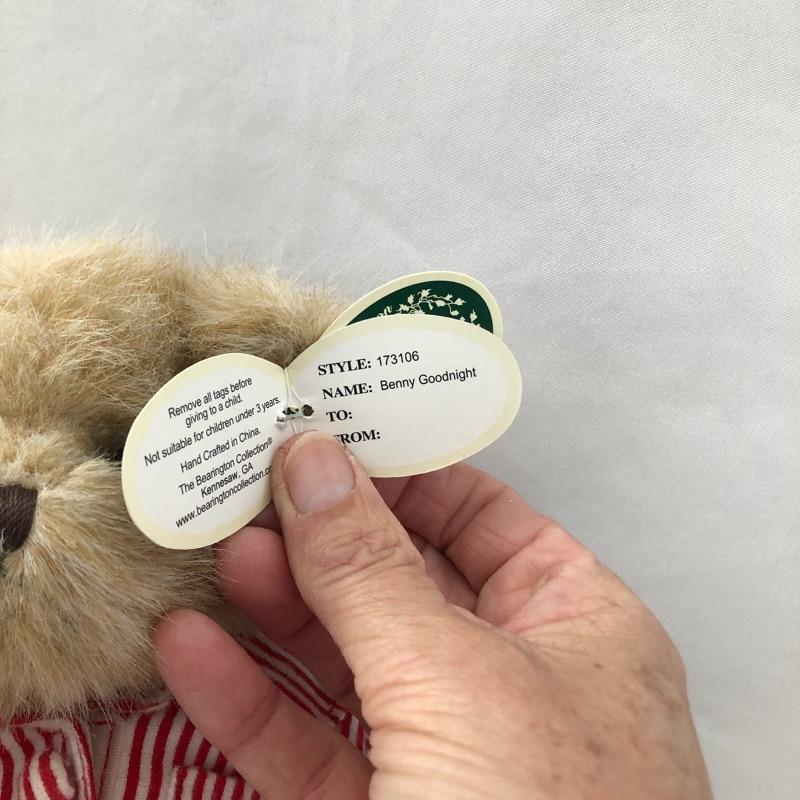 Remove all tags before
giving to a child.
Not suitable for children under 3 years.
Hand Crafted in China.
The Bearington Collection®
Kennesaw, GA
STYLE: 173106
NAME: Benny Goodnight
TO: